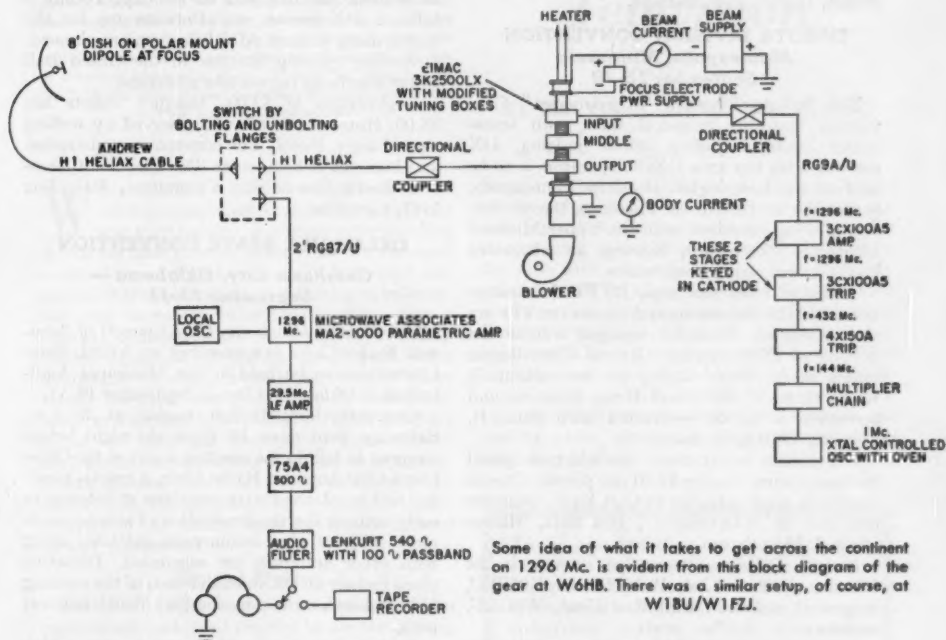 HEATER
BEAM
CURRENT
BEAM
SUPPLY
+
+
FOCUS ELECTRODE
PWR. SUPPLY
8' DISH ON POLAR MOUNT
DIPOLE AT FOCUS
EIMAC
3K2500LX
WITH MODIFIED
TUNING BOXES
SWITCH BY
BOLTING AND UNBOLTING
FLANGES
ANDREW
H1 HELIAX CABLE
H1 HELIAX
DIRECTIONAL
COUPLER
INPUT
MIDDLE
OUTPUT
DIRECTIONAL
COUPLER
RG9A/U
BODY CURRENT
BLOWER
2' RG97/U
f=1296 Mc.
3CX100A5
AMP.
f=1296 Mc.
THESE 2
STAGES
KEYED
IN CATHODE
3CX100A5
TRIP.
f=432 Mc.
4X150A
TRIP.
f=144 Mc.
MULTIPLIER
CHAIN
1 Mc.
XTAL CONTROLLED
OSC. WITH OVEN
LOCAL
OSC.
1296
Mc.
MICROWAVE ASSOCIATES
MA2-1000 PARAMETRIC AMP
29.5 Mc.
I.F. AMP
75A4
500 ∿
AUDIO
FILTER
LENKURT 540 ∿
WITH 100 ∿ PASSBAND
TAPE
RECORDER
Some idea of what it takes to get across the continent
on 1296 Mc. is evident from this block diagram of the
gear at W6HB. There was a similar setup, of course, at
W1BU/W1FZJ.